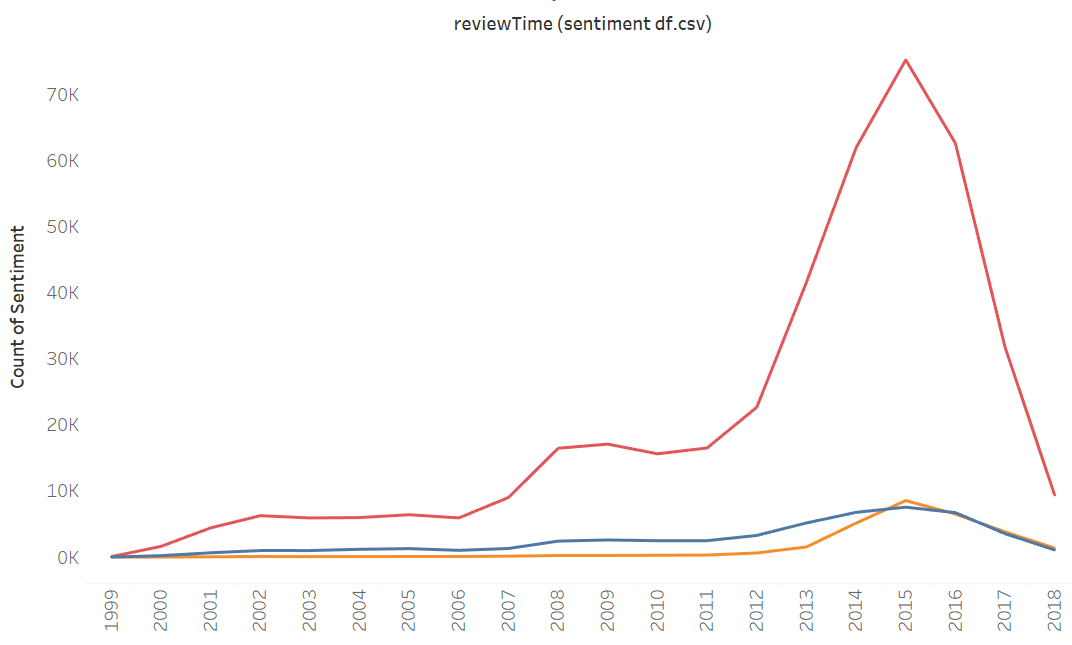 reviewTime (sentiment df.csv)
70K
60K
50K
40K
30K
20K
10K
0K
Count of Sentiment
1999
2000
2001
2002
2003
2004
2005
2006
2007
2008
2009
2010
2011
2012
2013
2014
2015
2016
2017
2018